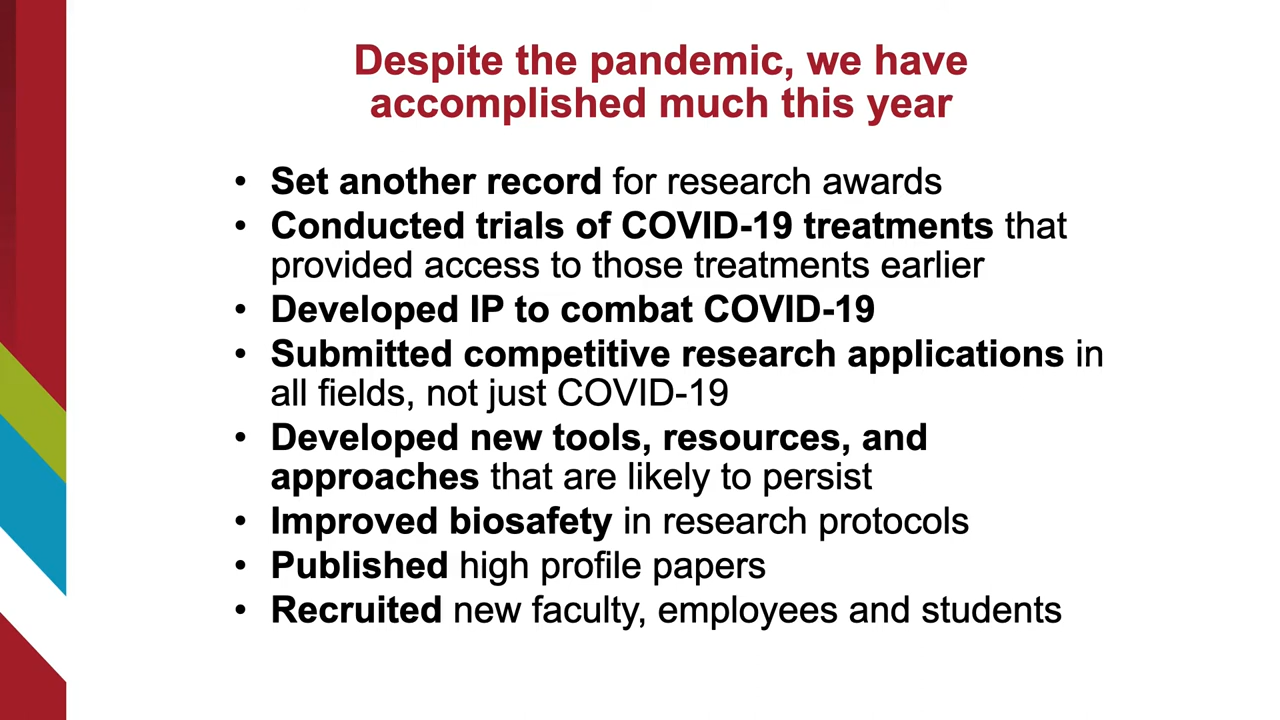 Despite the pandemic, we have
accomplished much this year
• Set another record for research awards
• Conducted trials of COVID-19 treatments that
provided access to those treatments earlier
• Developed IP to combat COVID-19
• Submitted competitive research applications in
all fields, not just COVID-19
• Developed new tools, resources, and
approaches that are likely to persist
• Improved biosafety in research protocols
• Published high profile papers
• Recruited new faculty, employees and students